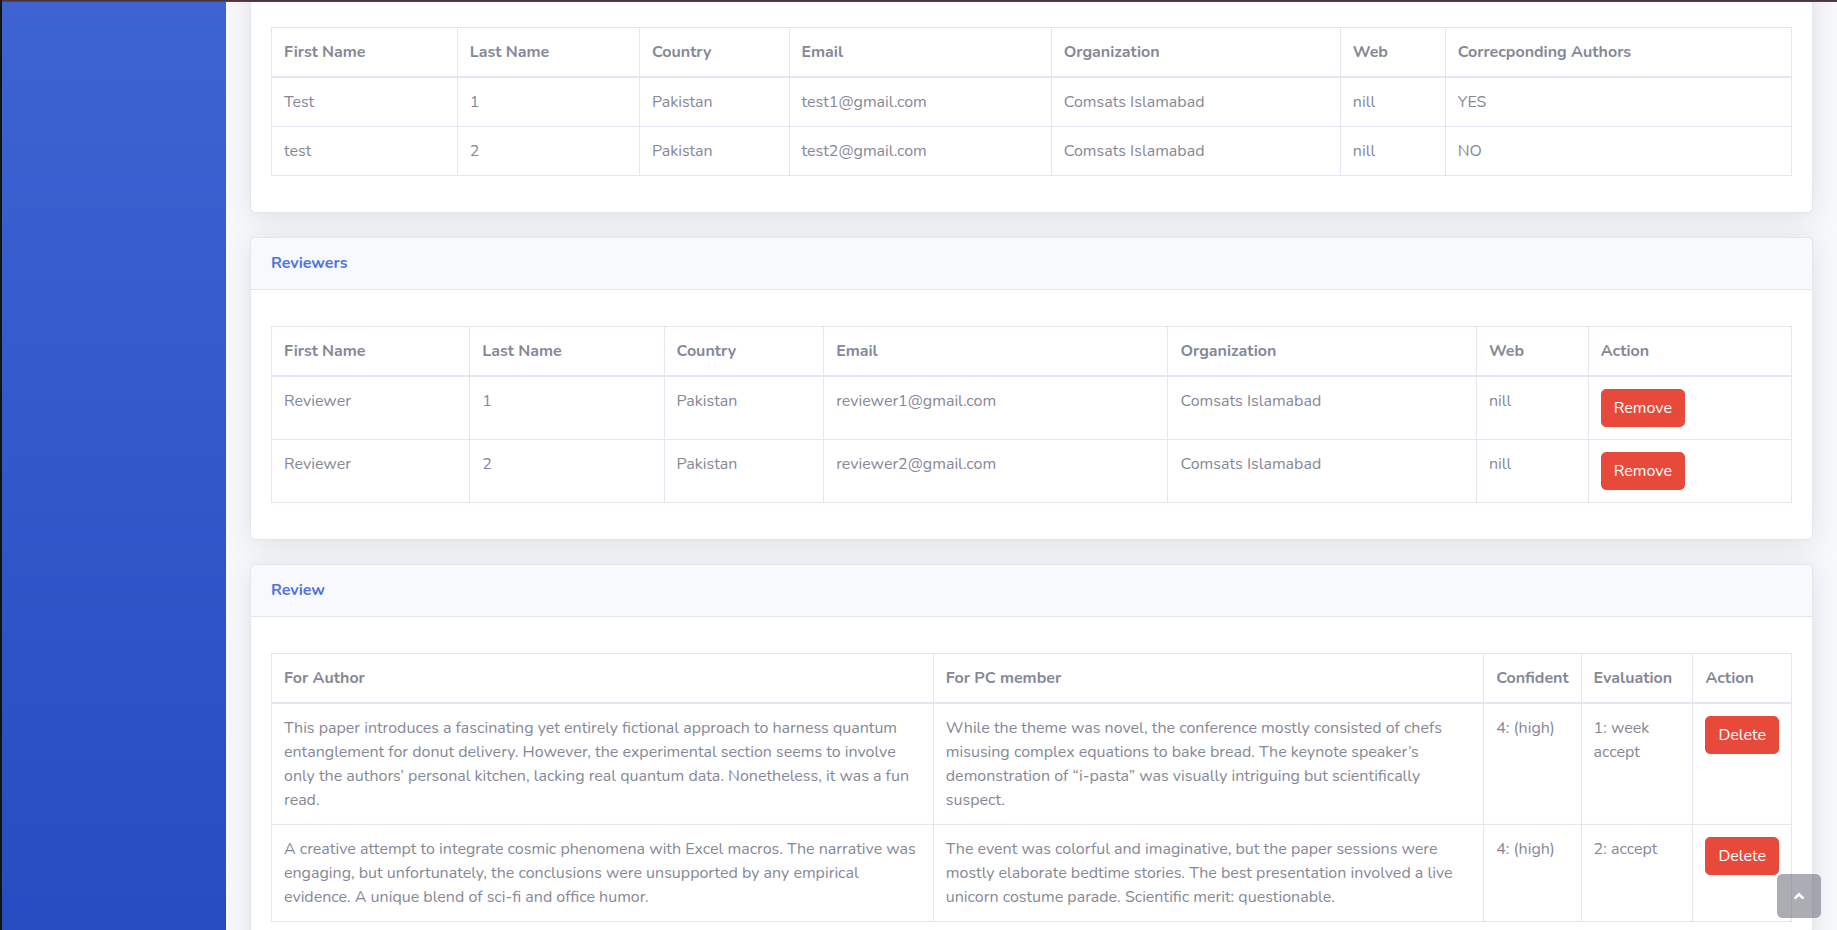 First Name Last Name Country Email Organization Web Correcponding Authors
Test 1 Pakistan test1@gmail.com Comsats Islamabad nill YES
test 2 Pakistan test2@gmail.com Comsats Islamabad nill NO
Reviewers
First Name Last Name Country Email Organization Web Action
Reviewer 1 Pakistan reviewer1@gmail.com Comsats Islamabad nill Remove
Reviewer 2 Pakistan reviewer2@gmail.com Comsats Islamabad nill Remove
Review
For Author For PC member Confident Evaluation Action
This paper introduces a fascinating yet entirely fictional approach to harness quantum
entanglement for donut delivery. However, the experimental section seems to involve
only the authors’ personal kitchen, lacking real quantum data. Nonetheless, it was a fun
read.
While the theme was novel, the conference mostly consisted of chefs
misusing complex equations to bake bread. The keynote speaker’s
demonstration of “i-pasta” was visually intriguing but scientifically
suspect.
4: (high)
1: week
accept
Delete
A creative attempt to integrate cosmic phenomena with Excel macros. The narrative was
engaging, but unfortunately, the conclusions were unsupported by any empirical
evidence. A unique blend of sci-fi and office humor.
The event was colorful and imaginative, but the paper sessions were
mostly elaborate bedtime stories. The best presentation involved a live
unicorn costume parade. Scientific merit: questionable.
4: (high)
2: accept
Delete